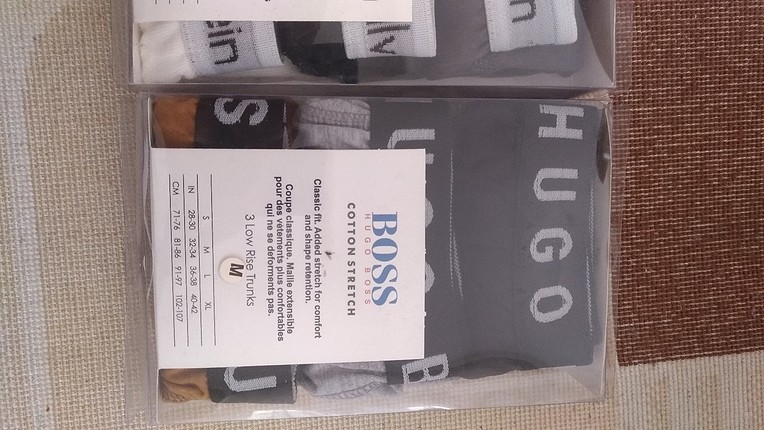 ein
n
HUGO
S
BOSS
HUGO BOSS
COTTON STRETCH
Classic fit. Added stretch for comfort
and shape retention.
Coupe classique. Maille extensible
pour des vêtements plus confortables
qui ne se deforments pas.
3 Low Rise Trunks
M
S M L XL
IN 28-30 32-34 36-38 40-42
CM 71-76 81-86 91-97 102-107
B